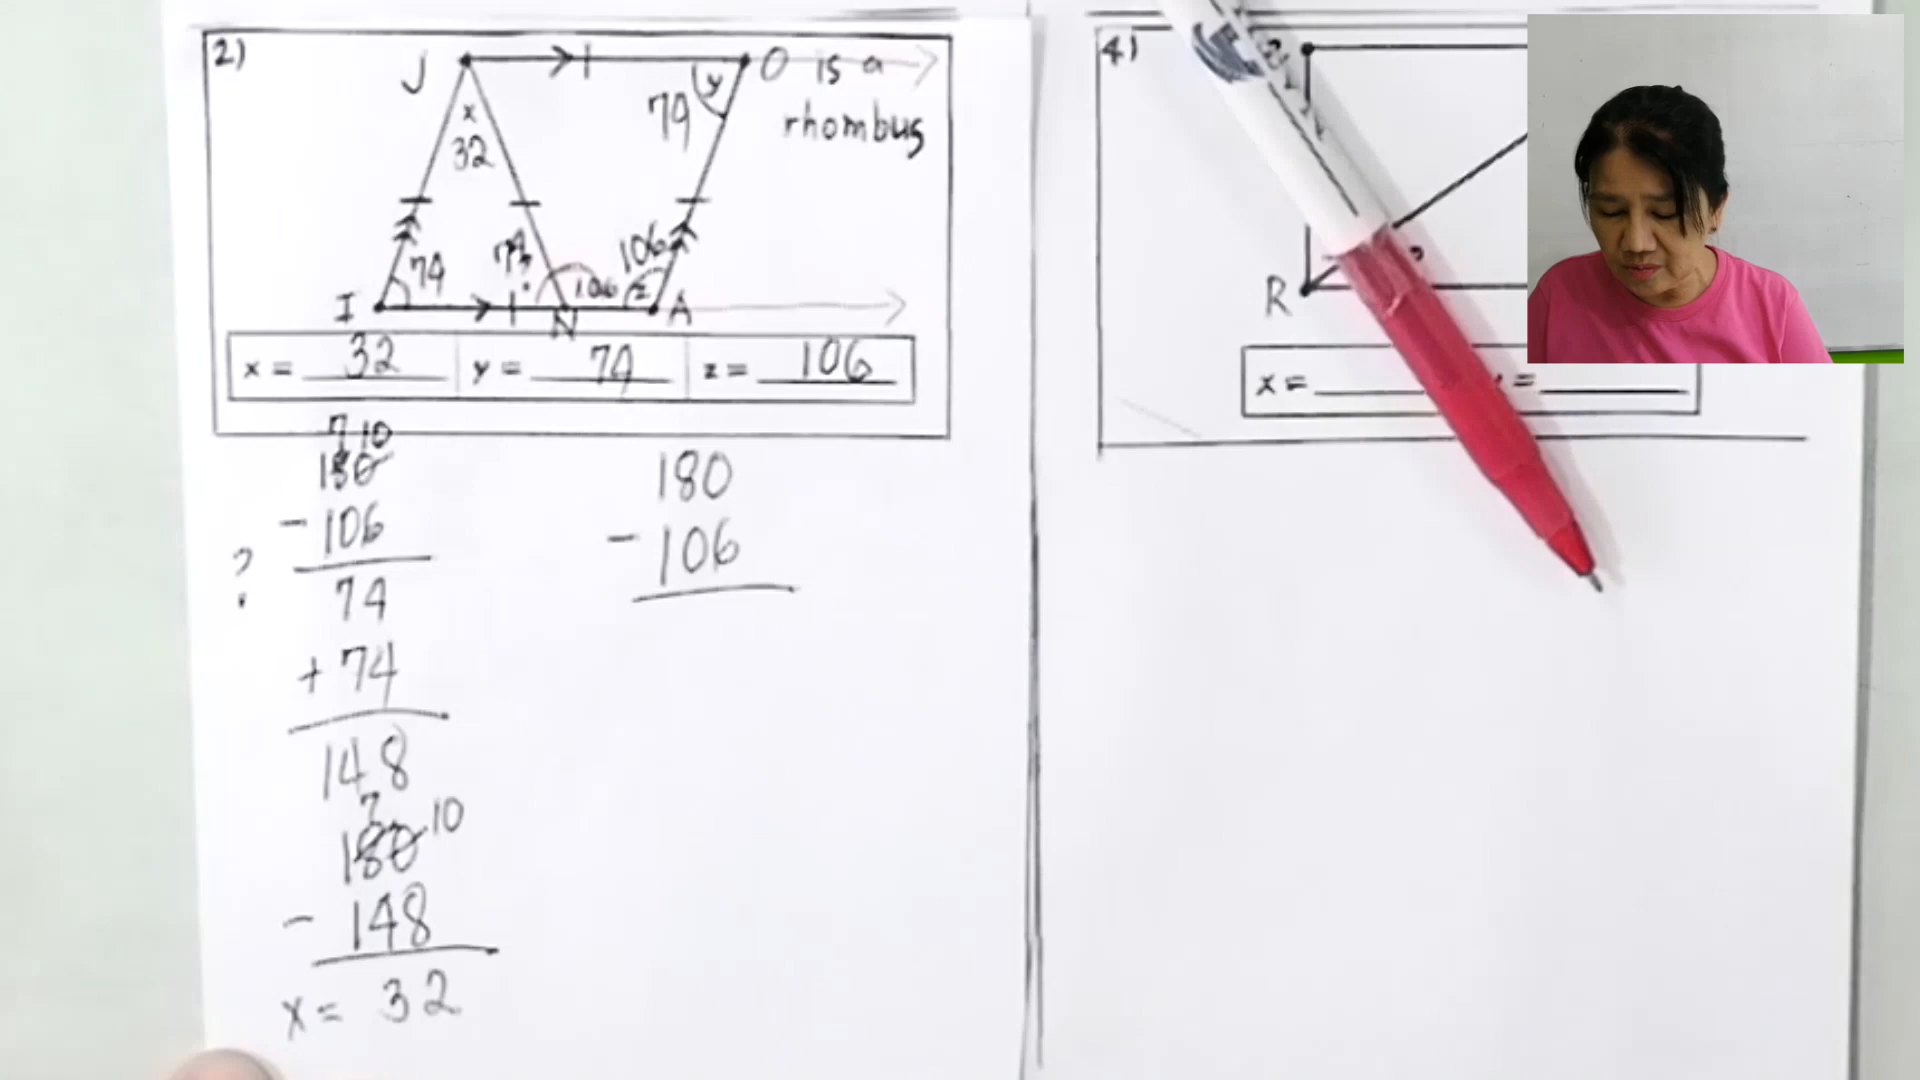 2)
J
O is a
rhombus
x
32
y
74
74
106
106
z
I
N
A
x = 32
y = 74
z = 106
7 10
180
- 106
?
74
+ 74
148
7 10
180
- 148
x = 32
180
- 106
4)
R
x =
=